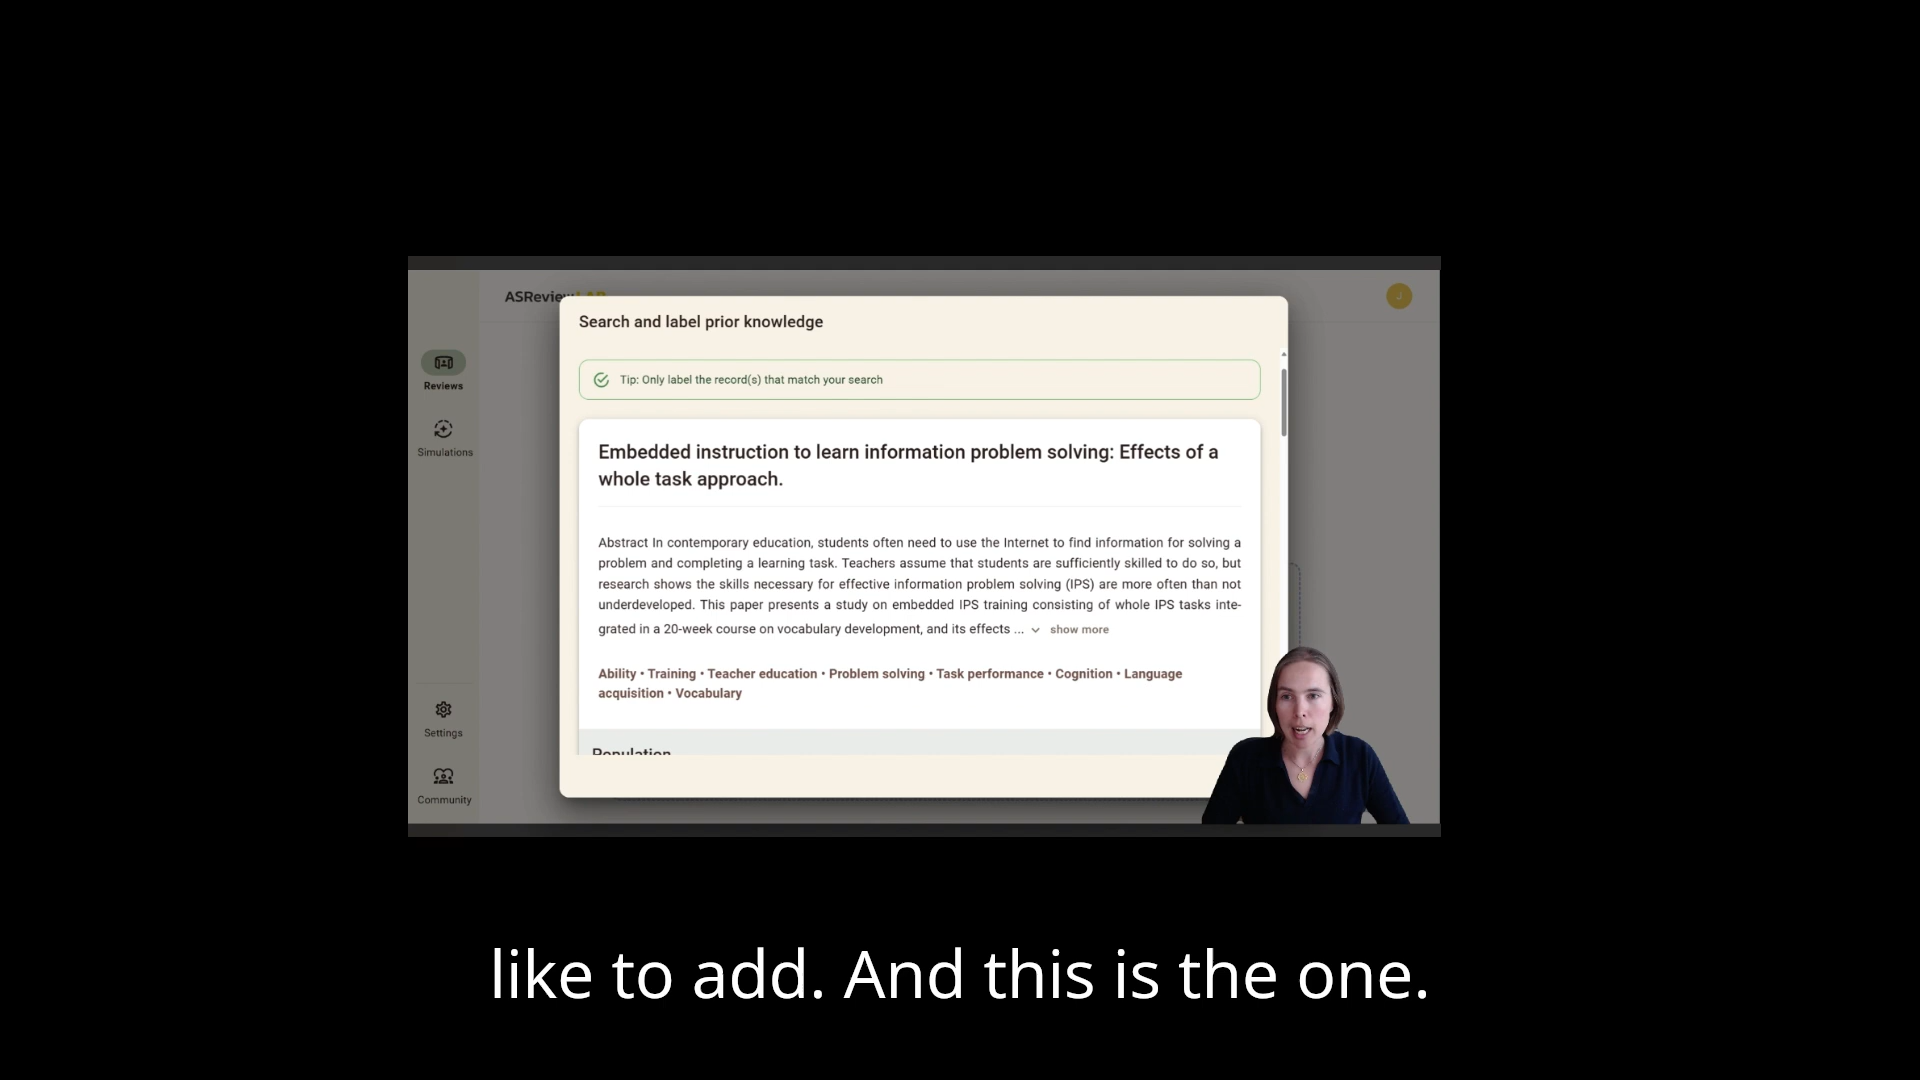 ASReview
J
Search and label prior knowledge
Tip: Only label the record(s) that match your search
Embedded instruction to learn information problem solving: Effects of a
whole task approach.
Abstract In contemporary education, students often need to use the Internet to find information for solving a
problem and completing a learning task. Teachers assume that students are sufficiently skilled to do so, but
research shows the skills necessary for effective information problem solving (IPS) are more often than not
underdeveloped. This paper presents a study on embedded IPS training consisting of whole IPS tasks inte-
grated in a 20-week course on vocabulary development, and its effects ... show more
Ability • Training • Teacher education • Problem solving • Task performance • Cognition • Language
acquisition • Vocabulary
Population
Reviews
Simulations
Settings
Community
like to add. And this is the one.